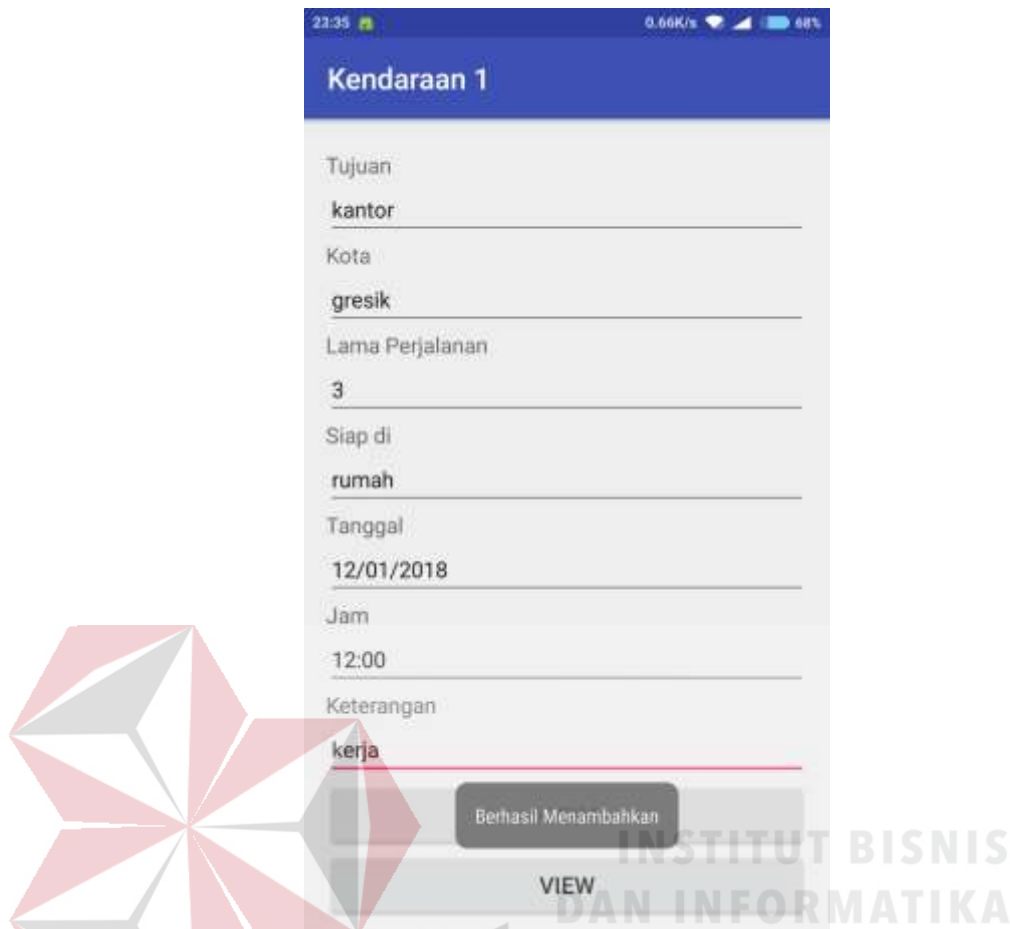 23:35 0.66K/s 68%
Kendaraan 1
Tujuan
kantor
Kota
gresik
Lama Perjalanan
3
Siap di
rumah
Tanggal
12/01/2018
Jam
12:00
Keterangan
kerja
Berhasil Menambahkan
INSTITUT BISNIS
VIEW
DAN INFORMATIKA